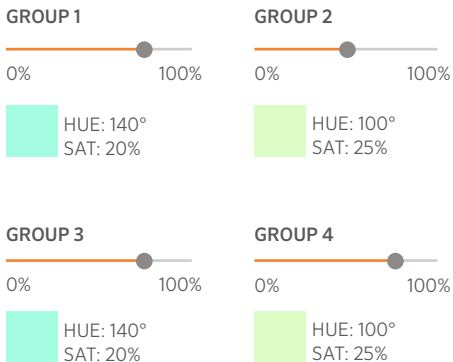 GROUP 1
0% 100%
HUE: 140°
SAT: 20%
GROUP 2
0% 100%
HUE: 100°
SAT: 25%
GROUP 3
0% 100%
HUE: 140°
SAT: 20%
GROUP 4
0% 100%
HUE: 100°
SAT: 25%